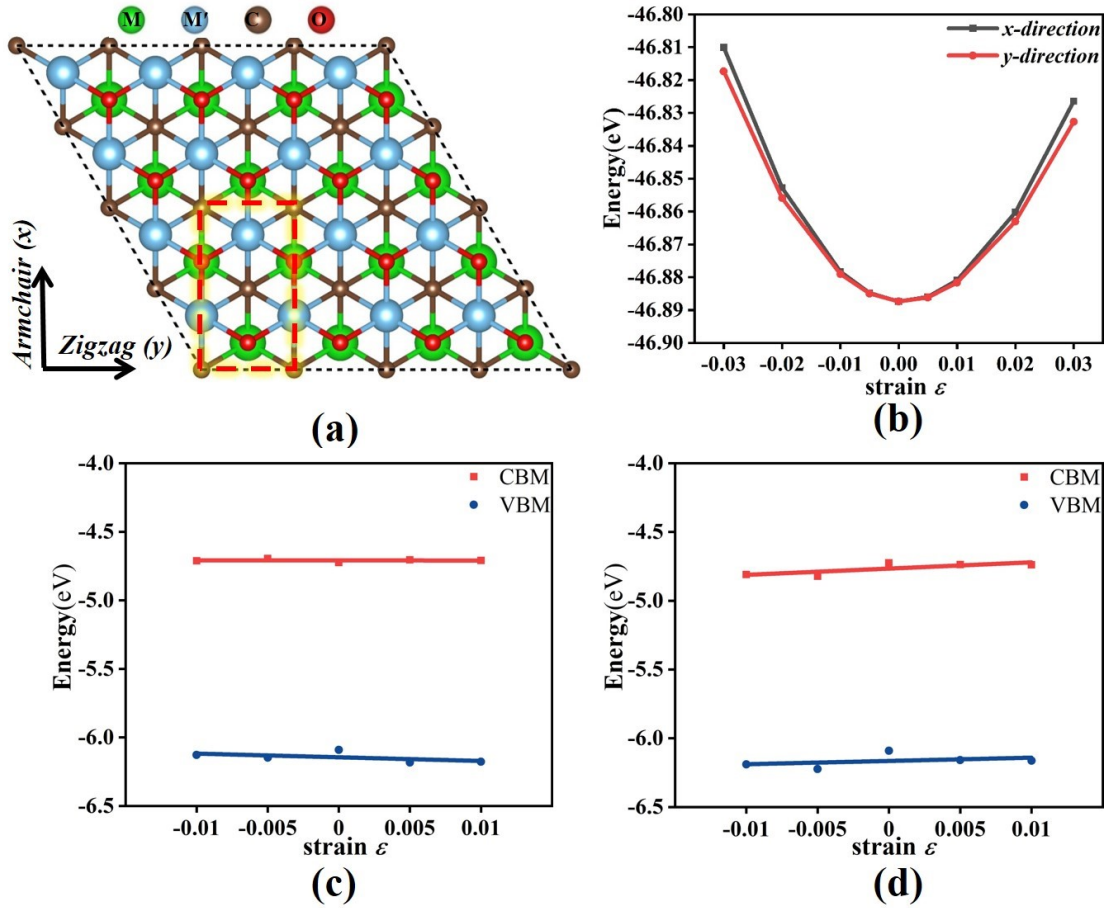 M M′ C O
Armchair (x)
Zigzag (y)
(a)
-46.80
-46.81
-46.82
-46.83
-46.84
-46.85
-46.86
-46.87
-46.88
-46.89
-46.90
Energy(eV)
x-direction
y-direction
-0.03 -0.02 -0.01 0.00 0.01 0.02 0.03
strain ε
(b)
-4.0
-4.5
-5.0
-5.5
-6.0
-6.5
Energy(eV)
CBM
VBM
-0.01 -0.005 0 0.005 0.01
strain ε
(c)
-4.0
-4.5
-5.0
-5.5
-6.0
-6.5
Energy(eV)
CBM
VBM
-0.01 -0.005 0 0.005 0.01
strain ε
(d)